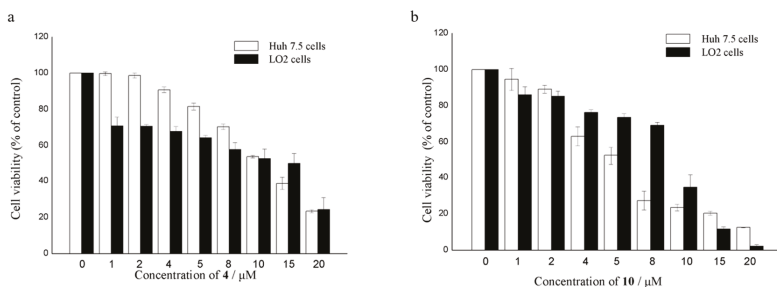 a
120
100
80
60
40
20
0
Cell viability (% of control)
Huh 7.5 cells
LO2 cells
0 1 2 4 5 8 10 15 20
Concentration of 4 / μM
b
120
100
80
60
40
20
0
Cell viability (% of control)
Huh 7.5 cells
LO2 cells
0 1 2 4 5 8 10 15 20
Concentration of 10 / μM